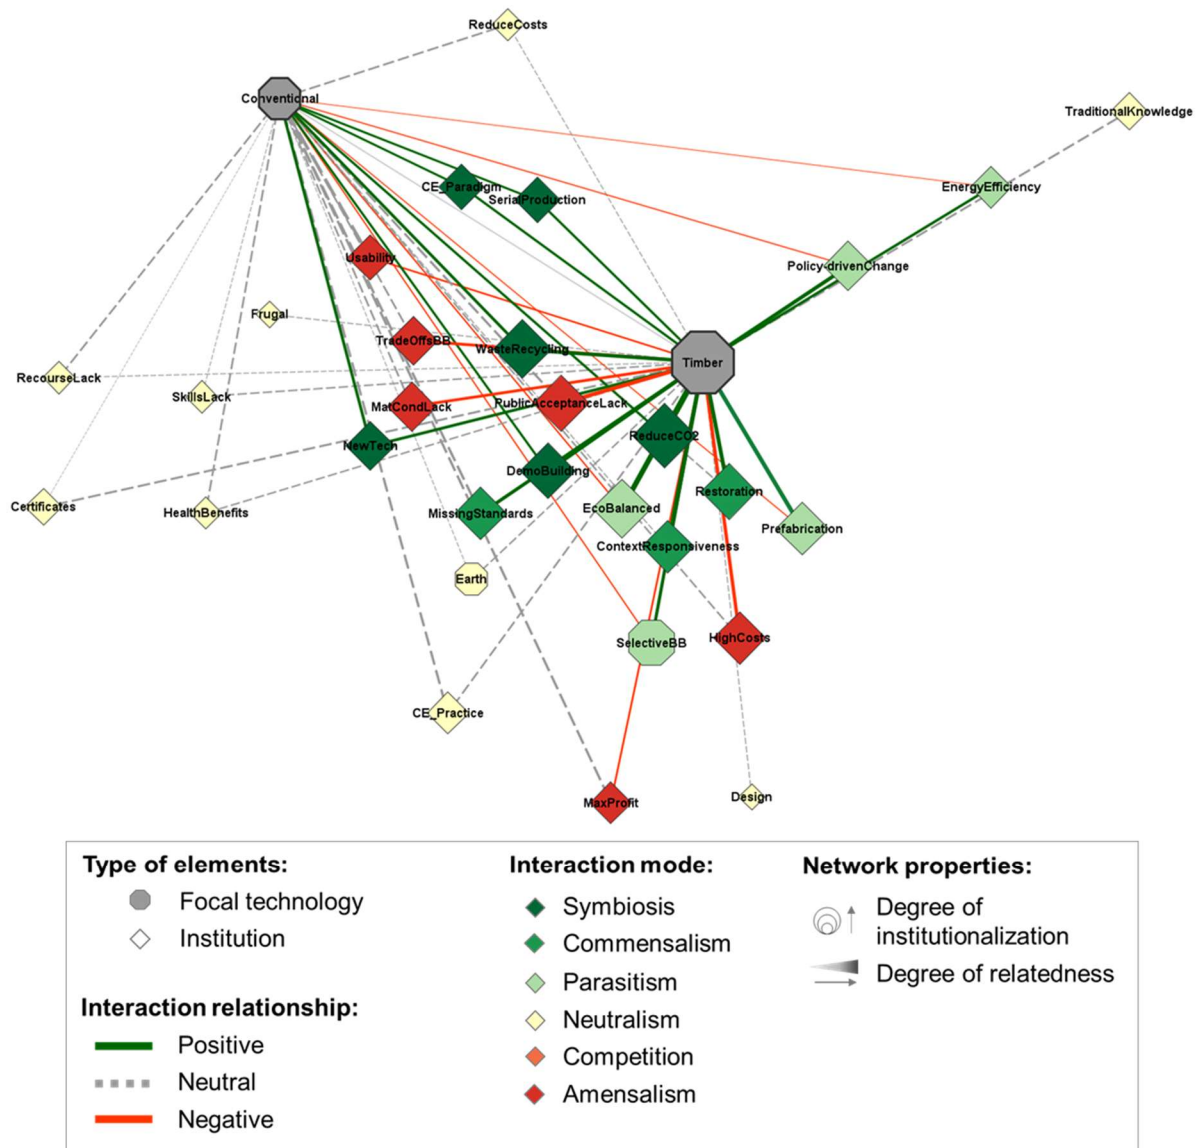 ReduceCosts
Conventional
TraditionalKnowledge
CE_Paradigm
SerialProduction
EnergyEfficiency
Usability
Policy-drivenChange
Frugal
TradeOffsBB
WasteRecycling
Timber
RecourseLack
SkillsLack
MatCondLack
PublicAcceptanceLack
NewTech
ReduceCO2
DemoBuilding
Restoration
Certificates
HealthBenefits
MissingStandards
EcoBalanced
Prefabrication
ContextResponsiveness
Earth
SelectiveBB
HighCosts
CE_Practice
MaxProfit
Design
Type of elements:
Focal technology
Institution
Interaction relationship:
Positive
Neutral
Negative
Interaction mode:
Symbiosis
Commensalism
Parasitism
Neutralism
Competition
Amensalism
Network properties:
Degree of
institutionalization
Degree of relatedness